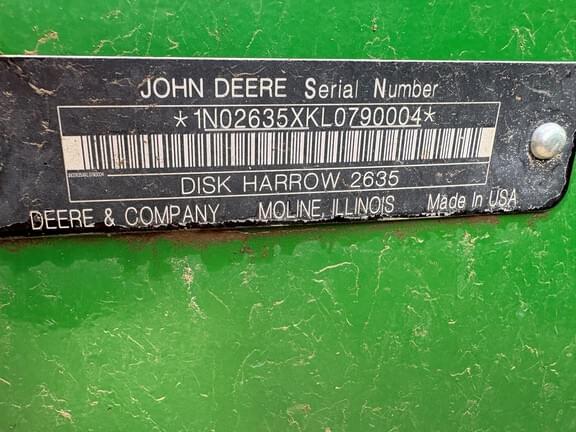 JOHN DEERE Serial Number
*1N02635XKL0790004*
DISK HARROW 2635
DEERE & COMPANY MOLINE, ILLINOIS Made In USA